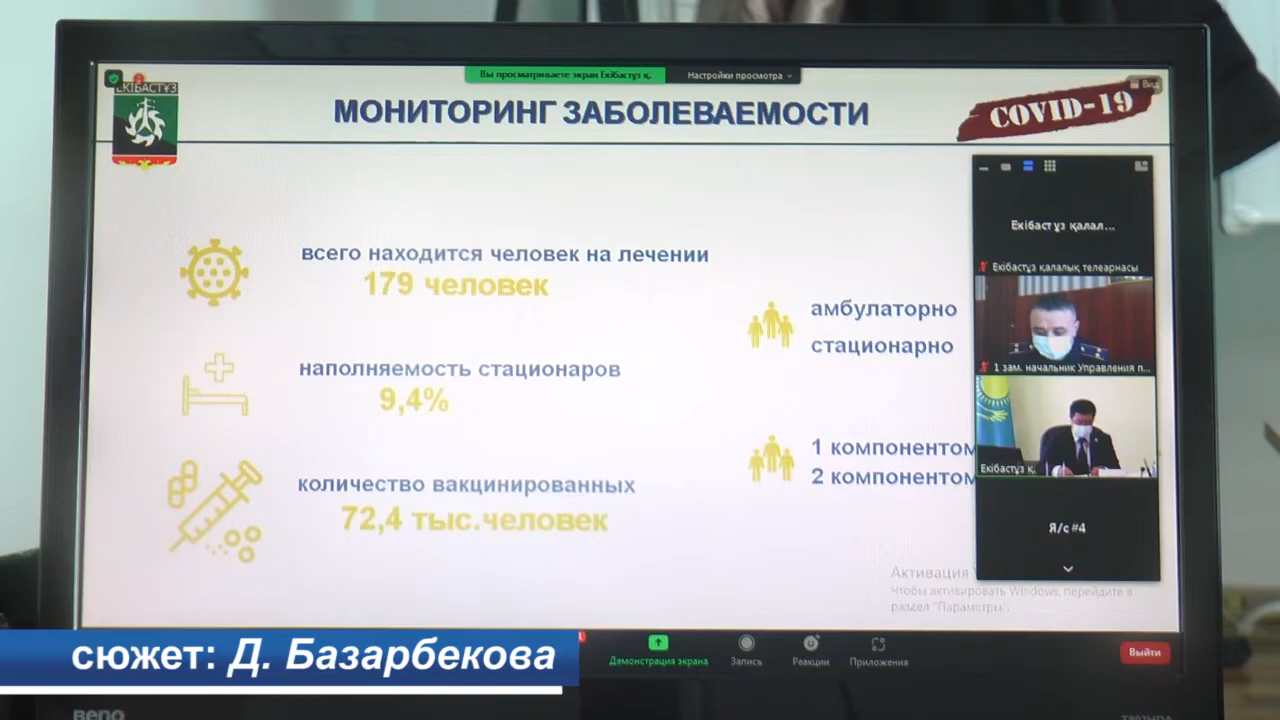 Вы просматриваете экран Екібастұз қ.
Настройки просмотра
Вид
ЕКІБАСТҰЗ
МОНИТОРИНГ ЗАБОЛЕВАЕМОСТИ
COVID-19
всего находится человек на лечении
179 человек
наполняемость стационаров
9,4%
количество вакцинированных
72,4 тыс.человек
амбулаторно
стационарно
1 компонентом
2 компонентом
Екібастұз қалал...
Екібастұз қалалық телеарнасы
1 зам. начальник Управления п...
Екібастұз қ.
Я/с #4
Активация
Чтобы активировать Windows, перейдите в
раздел "Параметры".
Демонстрация экрана
Запись
Реакции
Приложения
Выйти
сюжет: Д. Базарбекова